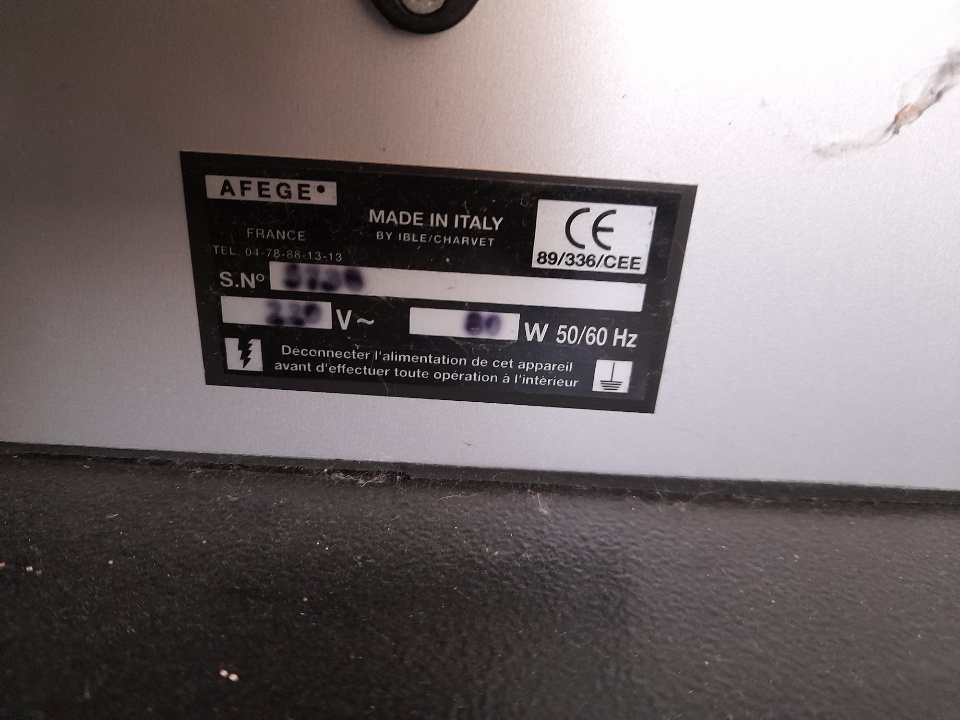 AFEGE
MADE IN ITALY
BY IBLE/CHARVET
FRANCE
TEL. 04-78-88-13-13
CE
89/336/CEE
S.N°
V~
W 50/60 Hz
Déconnecter l'alimentation de cet appareil
avant d'effectuer toute opération à l'intérieur